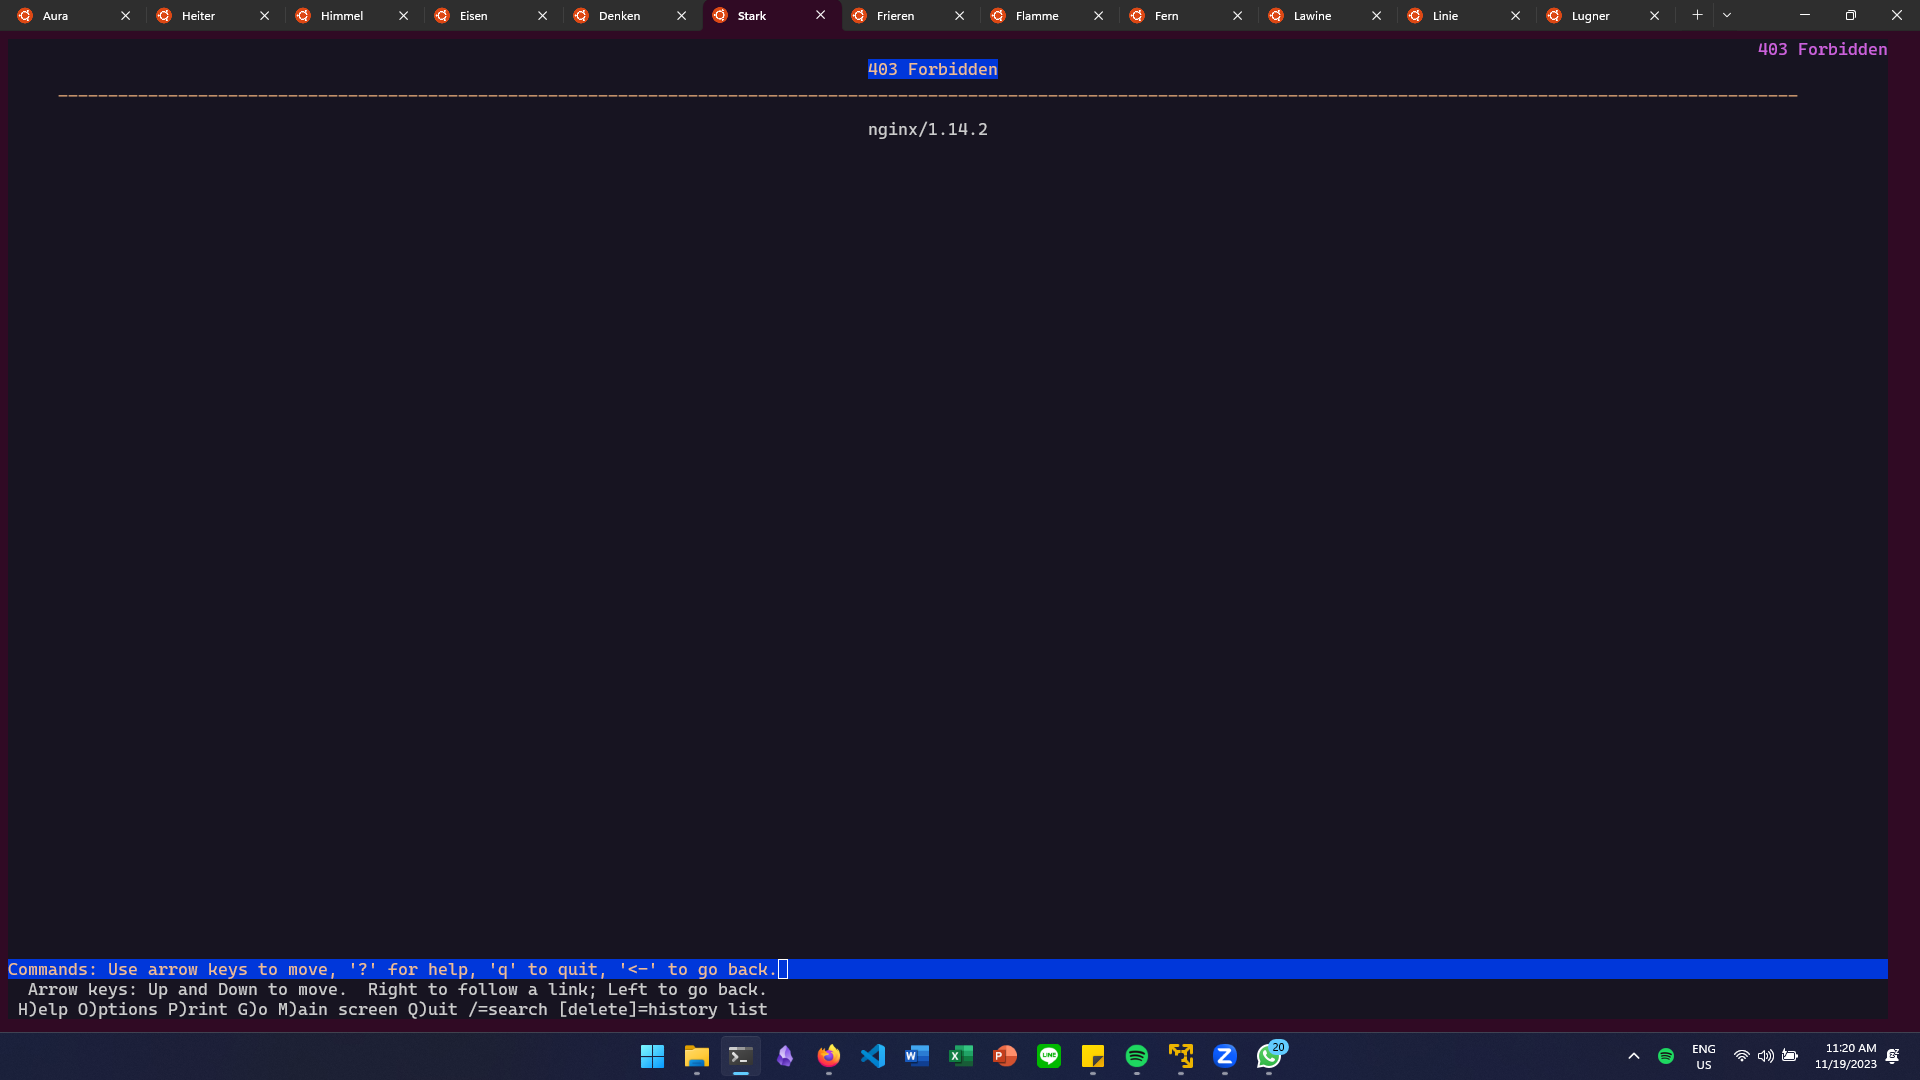 Aura Heiter Himmel Eisen Denken Stark Frieren Flamme Fern Lawine Linie Lugner
403 Forbidden
403 Forbidden
nginx/1.14.2
Commands: Use arrow keys to move, '?' for help, 'q' to quit, '<-' to go back.
Arrow keys: Up and Down to move.  Right to follow a link; Left to go back.
H)elp O)ptions P)rint G)o M)ain screen Q)uit /=search [delete]=history list
20
ENG
US
11:20 AM
11/19/2023